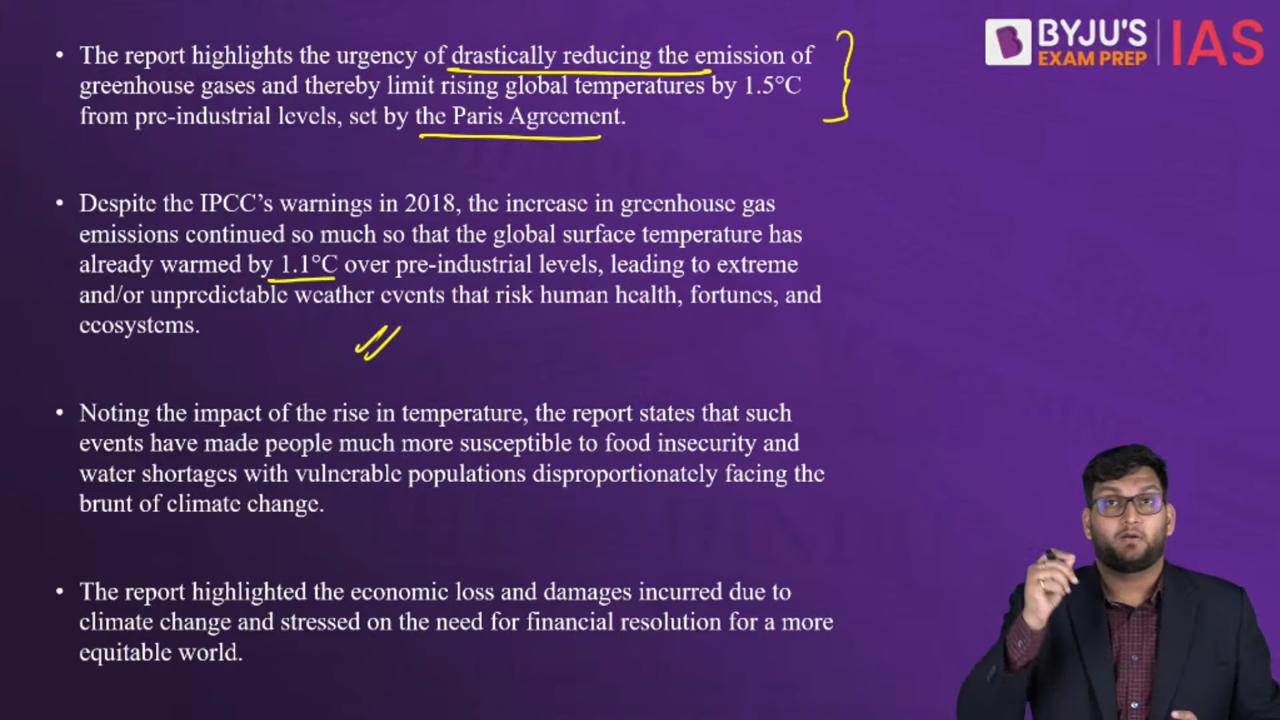 • The report highlights the urgency of drastically reducing the emission of
greenhouse gases and thereby limit rising global temperatures by 1.5°C
from pre-industrial levels, set by the Paris Agreement.
• Despite the IPCC's warnings in 2018, the increase in greenhouse gas
emissions continued so much so that the global surface temperature has
already warmed by 1.1°C over pre-industrial levels, leading to extreme
and/or unpredictable weather events that risk human health, fortunes, and
ecosystems.
• Noting the impact of the rise in temperature, the report states that such
events have made people much more susceptible to food insecurity and
water shortages with vulnerable populations disproportionately facing the
brunt of climate change.
• The report highlighted the economic loss and damages incurred due to
climate change and stressed on the need for financial resolution for a more
equitable world.
BYJU'S
EXAM PREP
IAS